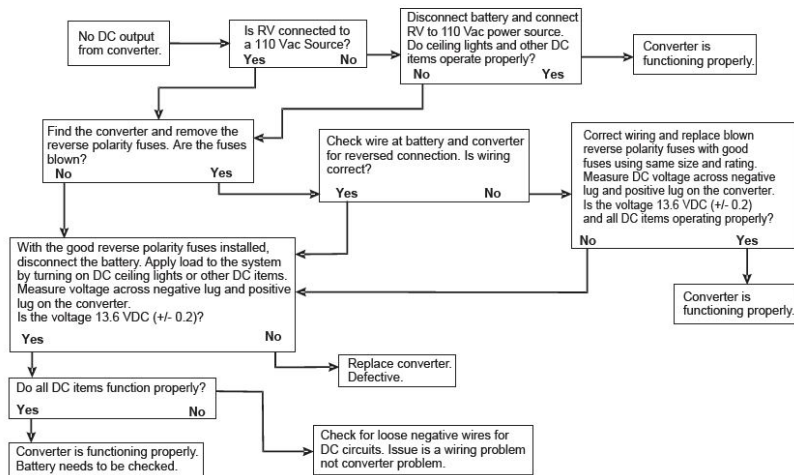 No DC output
from converter.
Is RV connected to
a 110 Vac Source?
Yes No
Disconnect battery and connect
RV to 110 Vac power source.
Do ceiling lights and other DC
items operate properly?
No Yes
Converter is
functioning properly.
Find the converter and remove the
reverse polarity fuses. Are the fuses
blown?
No Yes
Check wire at battery and converter
for reversed connection. Is wiring
correct?
Yes No
Correct wiring and replace blown
reverse polarity fuses with good
fuses using same size and rating.
Measure DC voltage across negative
lug and positive lug on the converter.
Is the voltage 13.6 VDC (+/- 0.2)
and all DC items operating properly?
No Yes
Converter is
functioning properly.
With the good reverse polarity fuses installed,
disconnect the battery. Apply load to the system
by turning on DC ceiling lights or other DC items.
Measure voltage across negative lug and positive
lug on the converter.
Is the voltage 13.6 VDC (+/- 0.2)?
Yes No
Replace converter.
Defective.
Do all DC items function properly?
Yes No
Converter is functioning properly.
Battery needs to be checked.
Check for loose negative wires for
DC circuits. Issue is a wiring problem
not converter problem.